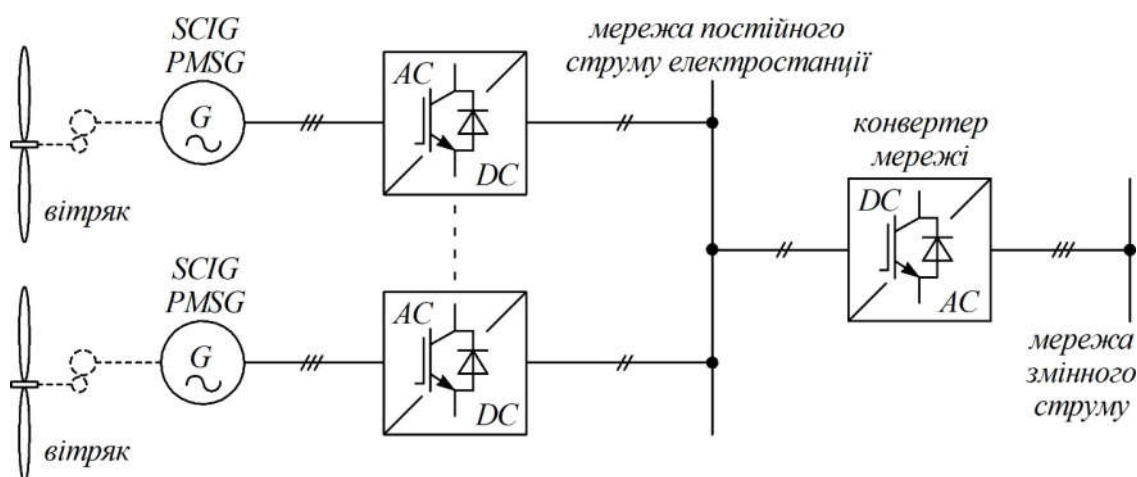 SCIG
PMSG
G
вітряк
AC
DC
мережа постійного
струму електростанції
SCIG
PMSG
G
вітряк
AC
DC
конвертер
мережі
DC
AC
мережа
змінного
струму